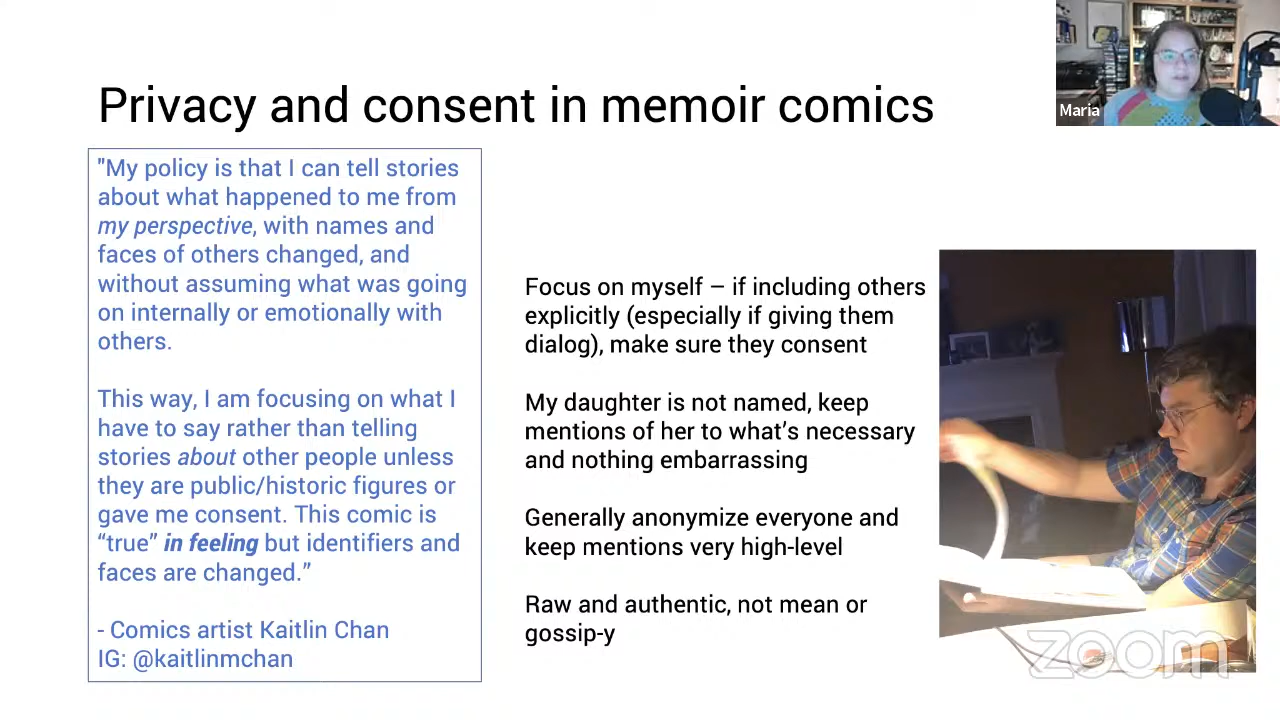 Privacy and consent in memoir comics
Maria
"My policy is that I can tell stories
about what happened to me from
my perspective, with names and
faces of others changed, and
without assuming what was going
on internally or emotionally with
others.
This way, I am focusing on what I
have to say rather than telling
stories about other people unless
they are public/historic figures or
gave me consent. This comic is
“true” in feeling but identifiers and
faces are changed.”
- Comics artist Kaitlin Chan
IG: @kaitlinmchan
Focus on myself – if including others
explicitly (especially if giving them
dialog), make sure they consent
My daughter is not named, keep
mentions of her to what’s necessary
and nothing embarrassing
Generally anonymize everyone and
keep mentions very high-level
Raw and authentic, not mean or
gossip-y
zoom